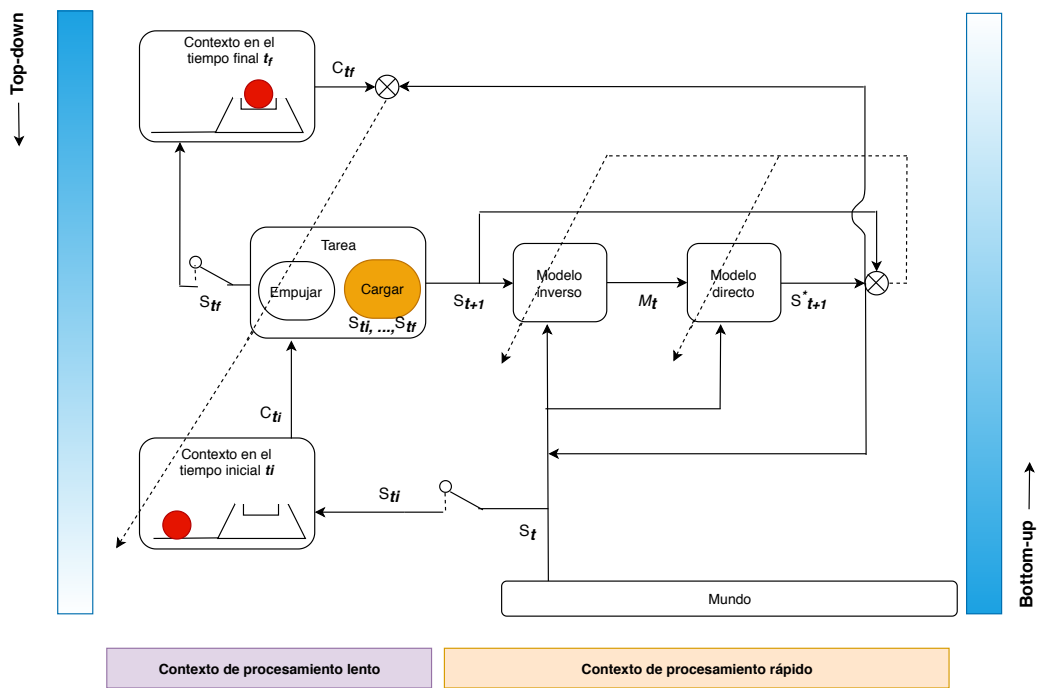 Top-down
Contexto en el
tiempo final tf
Ctf
Tarea
Empujar
Cargar
Sti, ...,Stf
Stf
St+1
Modelo
inverso
Mt
Modelo
directo
S*t+1
Cti
Contexto en el
tiempo inicial ti
Sti
St
Mundo
Bottom-up
Contexto de procesamiento lento
Contexto de procesamiento rápido